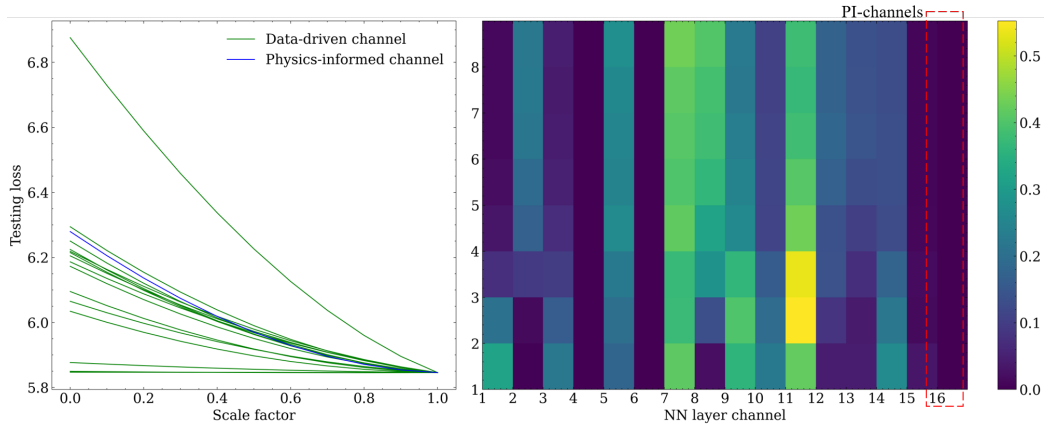 PI-channels
Data-driven channel
Physics-informed channel
Testing loss
6.8
6.6
6.4
6.2
6.0
5.8
0.0 0.2 0.4 0.6 0.8 1.0
Scale factor
8
7
6
5
4
3
2
1
1 2 3 4 5 6 7 8 9 10 11 12 13 14 15 16
NN layer channel
0.5
0.4
0.3
0.2
0.1
0.0